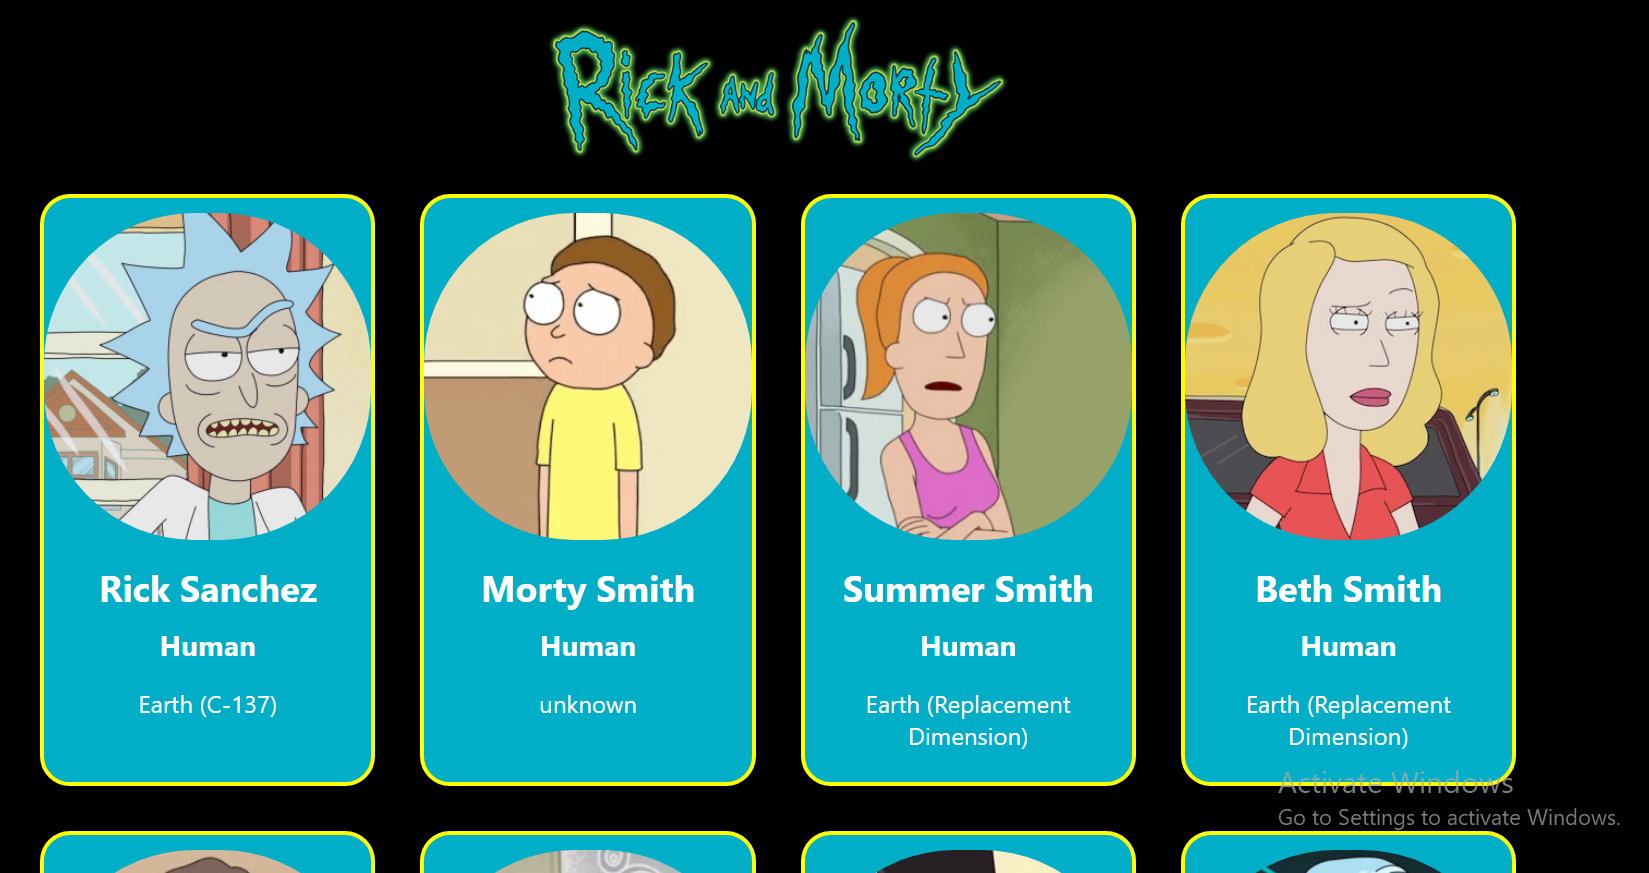 Rick and Morty
Rick Sanchez
Human
Earth (C-137)
Morty Smith
Human
unknown
Summer Smith
Human
Earth (Replacement
Dimension)
Beth Smith
Human
Earth (Replacement
Dimension)
Activate Windows
Go to Settings to activate Windows.